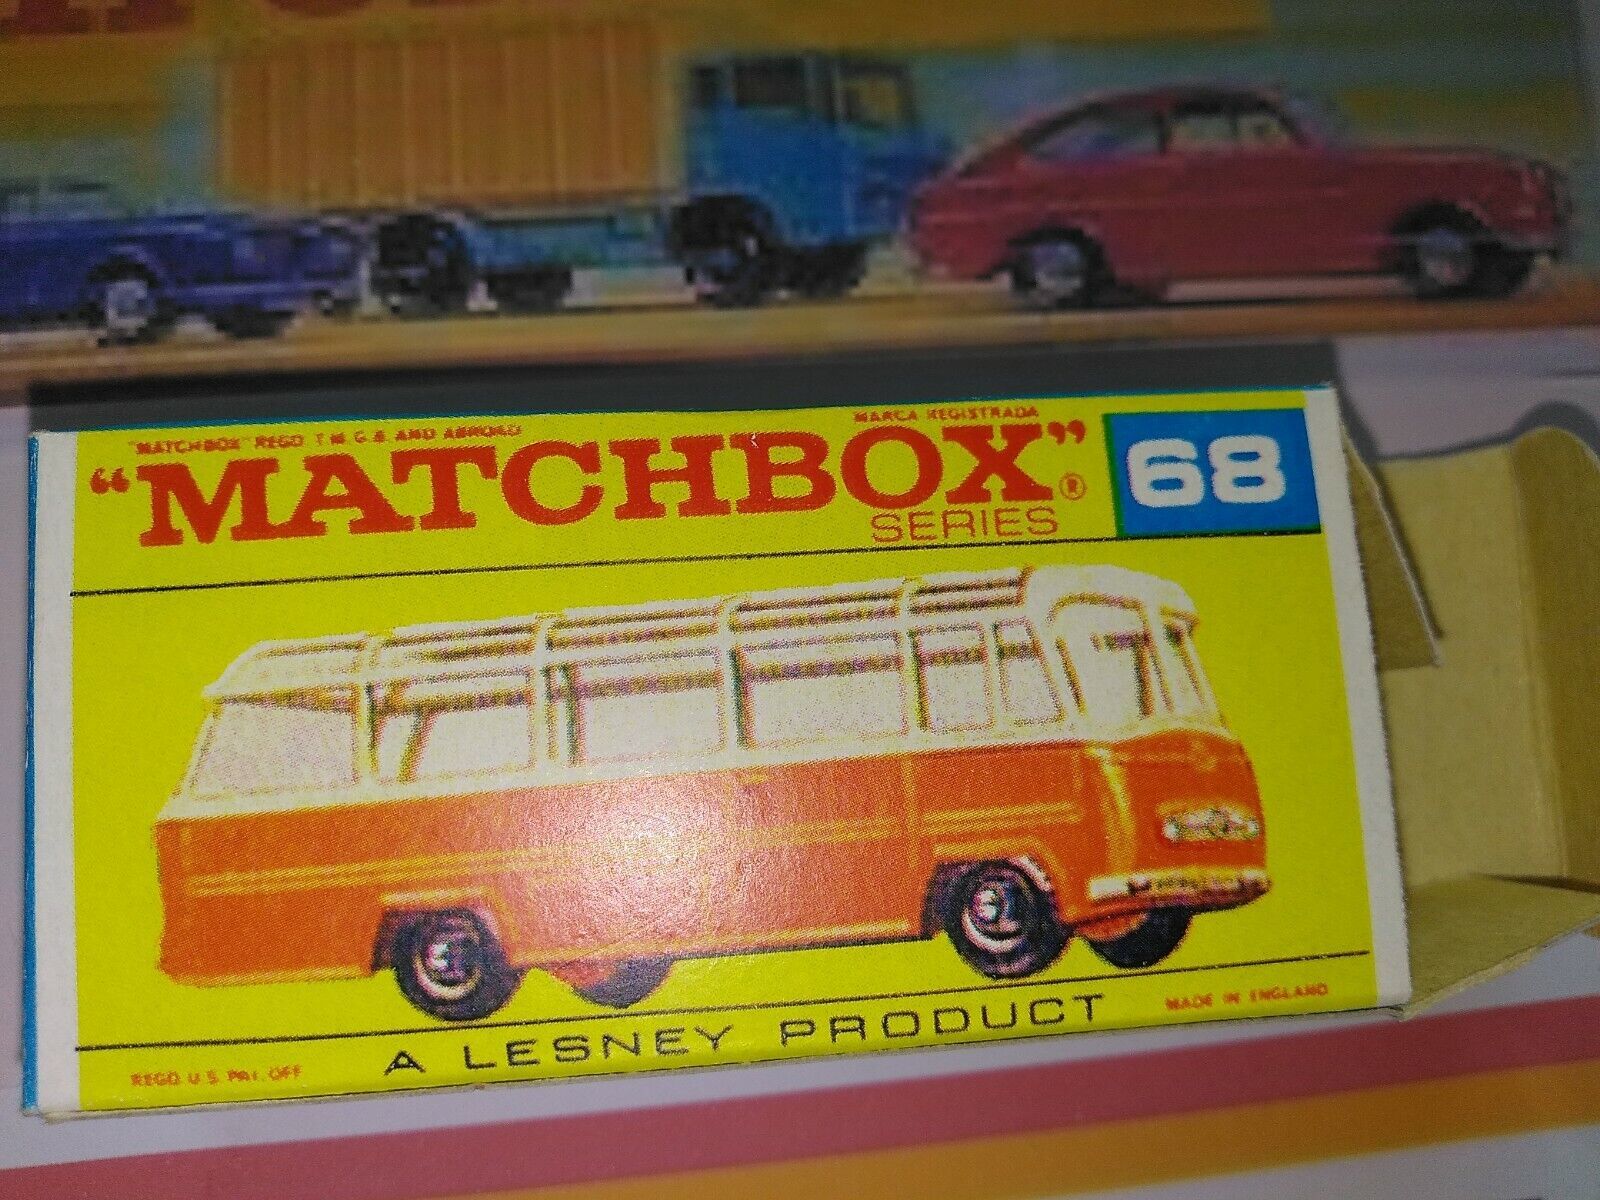 "MATCHBOX" REGD T M G.B. AND ABROAD
MARCA REGISTRADA
"MATCHBOX"®
SERIES
68
A LESNEY PRODUCT
MADE IN ENGLAND
REGD U.S. PAT. OFF